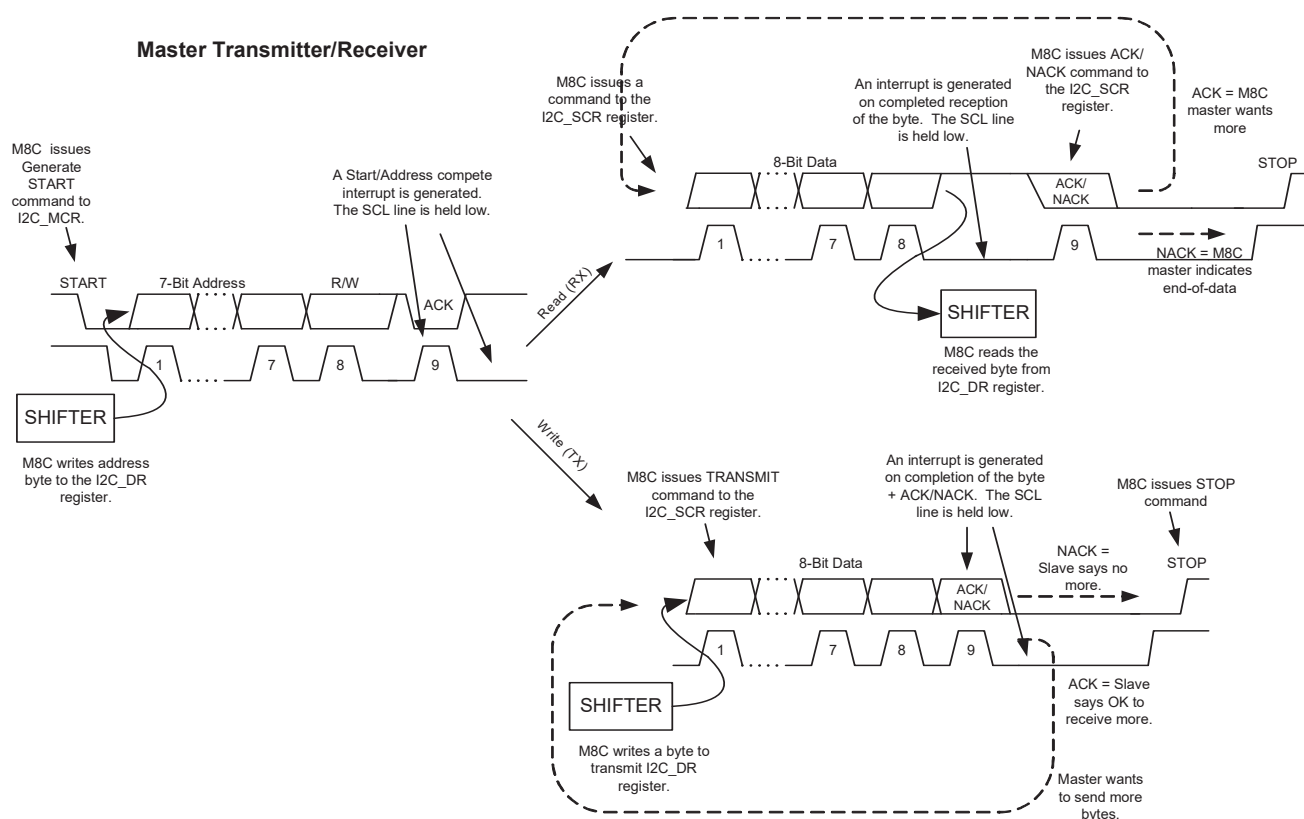 Master Transmitter/Receiver
M8C issues
Generate
START
command to
I2C_MCR.
A Start/Address compete
interrupt is generated.
The SCL line is held low.
START
7-Bit Address
R/W
ACK
1
7
8
9
SHIFTER
M8C writes address
byte to the I2C_DR
register.
Read (RX)
Write (TX)
M8C issues a
command to the
I2C_SCR register.
An interrupt is generated
on completed reception
of the byte. The SCL line
is held low.
M8C issues ACK/
NACK command to
the I2C_SCR
register.
ACK = M8C
master wants
more
8-Bit Data
STOP
ACK/
NACK
1
7
8
9
NACK = M8C
master indicates
end-of-data
SHIFTER
M8C reads the
received byte from
I2C_DR register.
M8C issues TRANSMIT
command to the
I2C_SCR register.
An interrupt is generated
on completion of the byte
+ ACK/NACK. The SCL
line is held low.
M8C issues STOP
command
8-Bit Data
NACK =
Slave says no
more.
STOP
ACK/
NACK
1
7
8
9
SHIFTER
ACK = Slave
says OK to
receive more.
M8C writes a byte to
transmit I2C_DR
register.
Master wants
to send more
bytes.